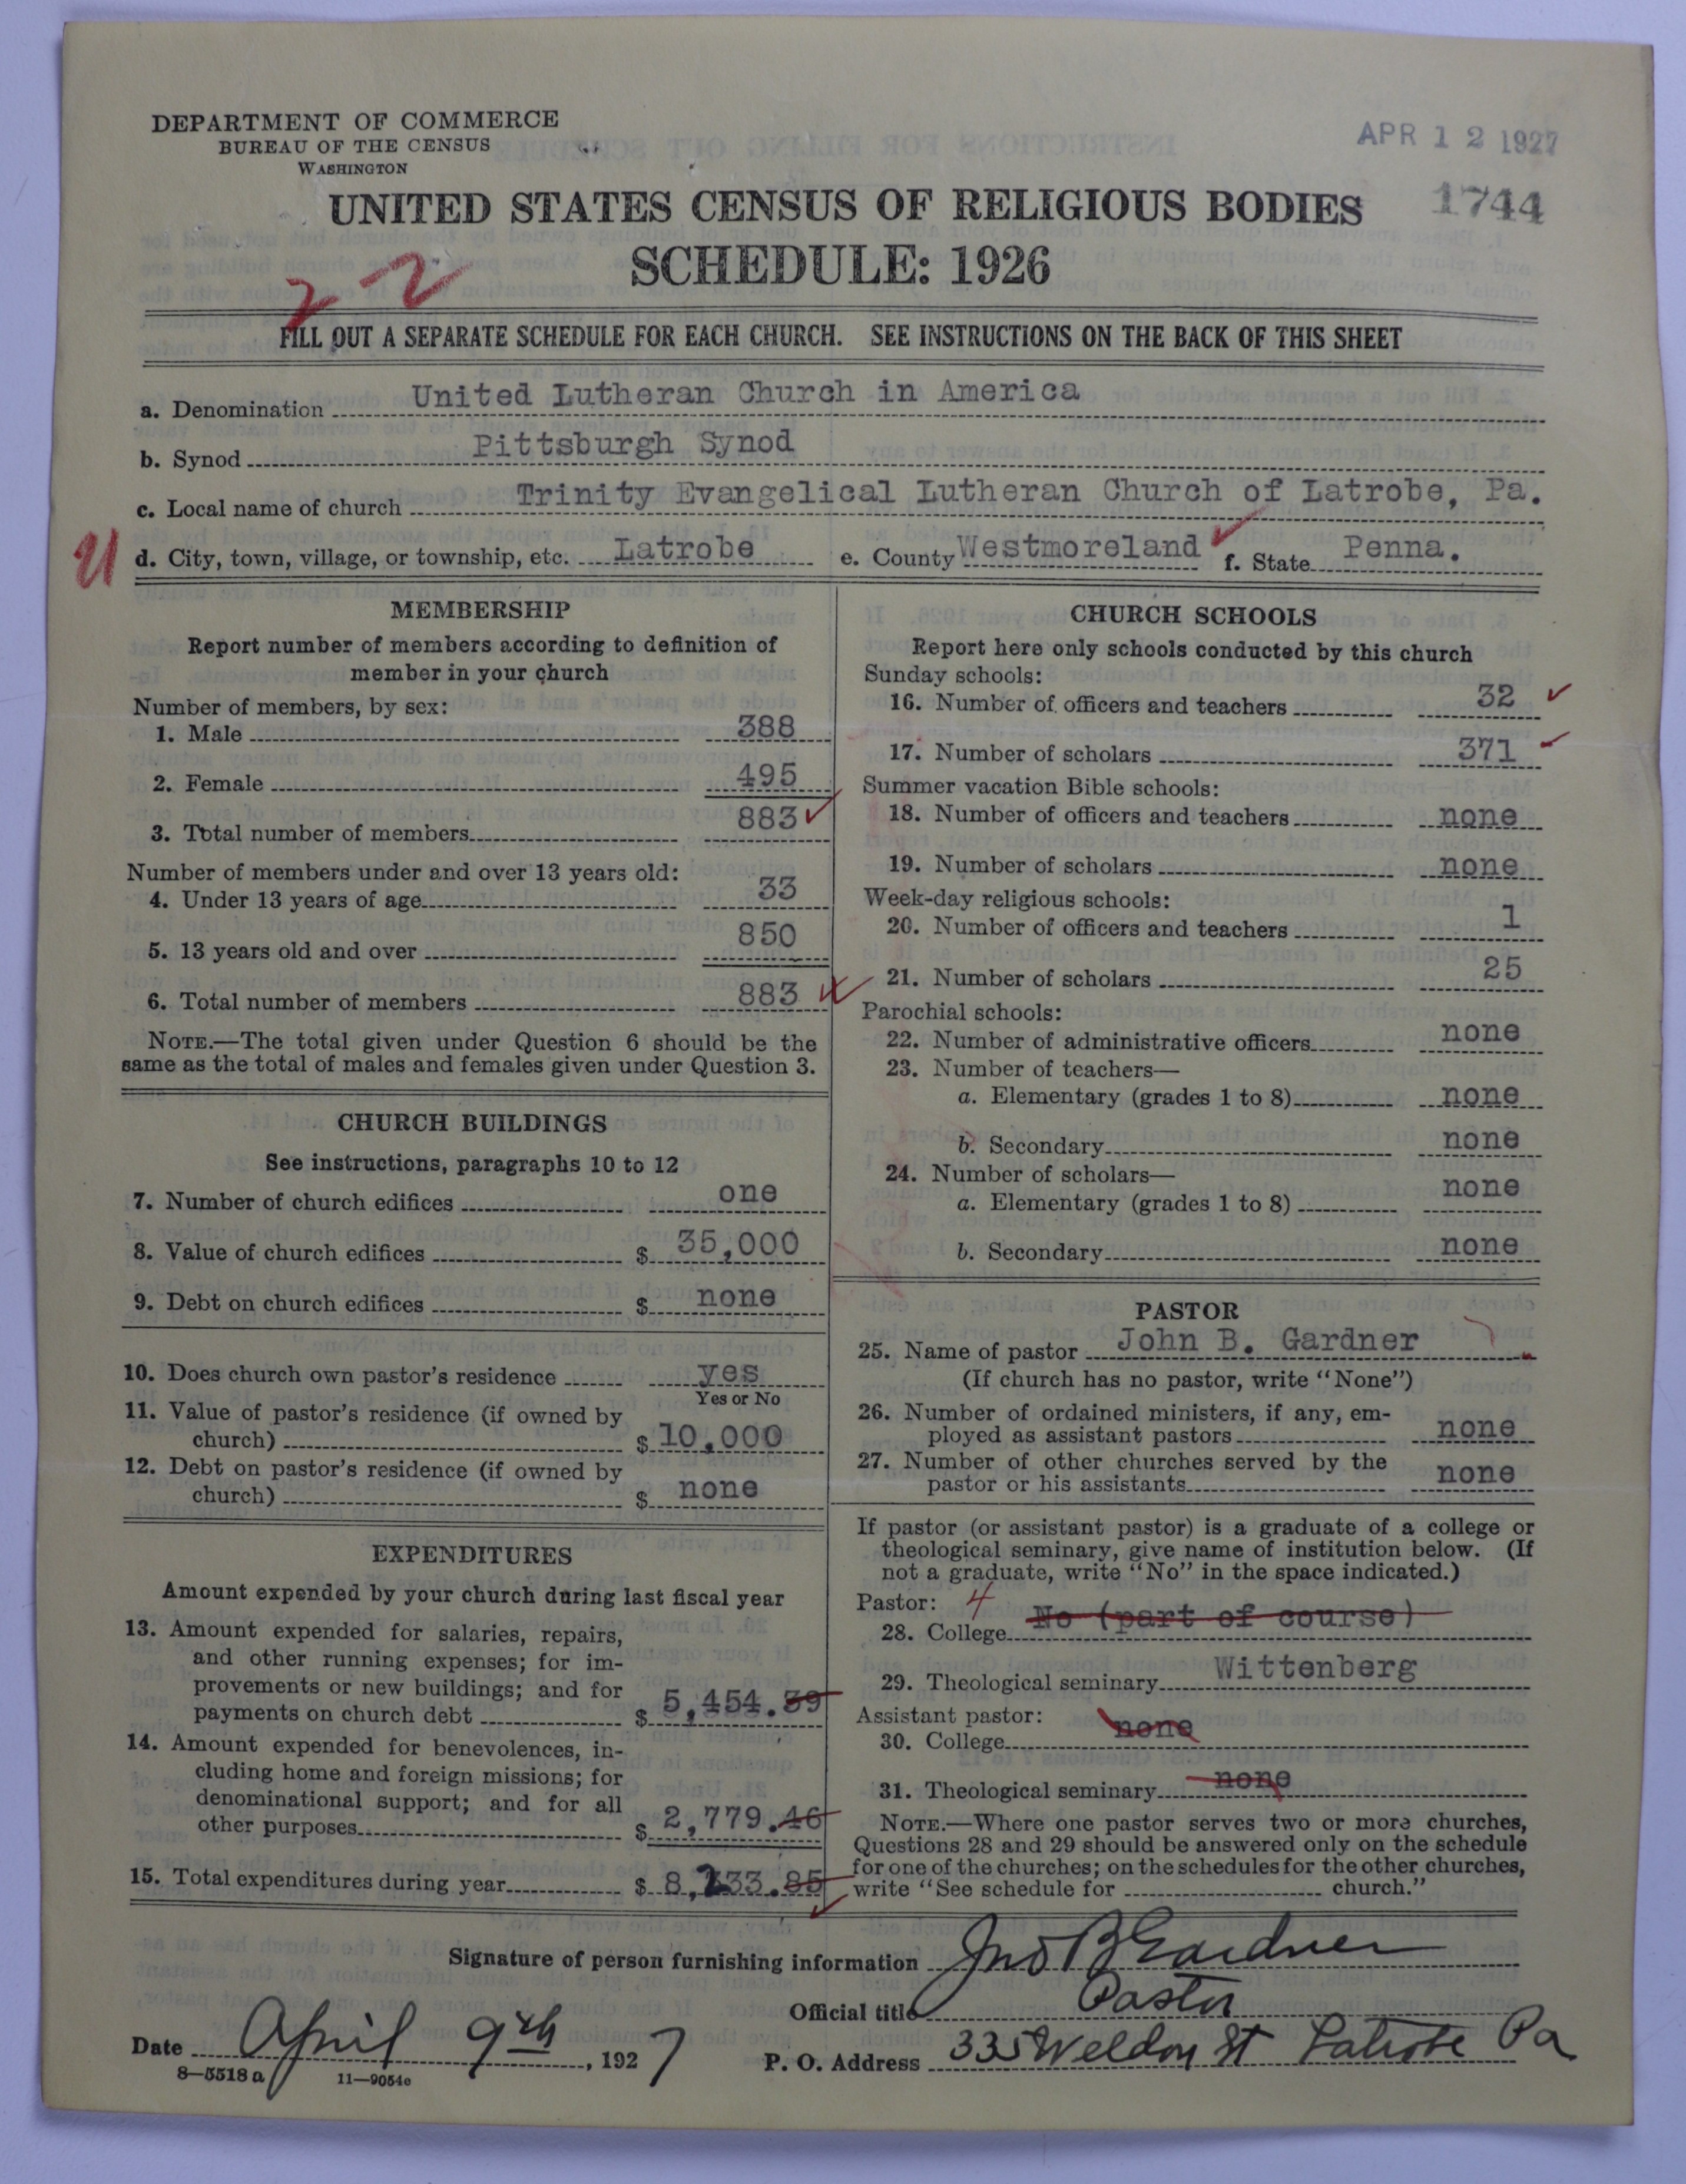 DEPARTMENT OF COMMERCE
BUREAU OF THE CENSUS
WASHINGTON
APR 12 1927
UNITED STATES CENSUS OF RELIGIOUS BODIES
1744
SCHEDULE: 1926
2 2
FILL OUT A SEPARATE SCHEDULE FOR EACH CHURCH. SEE INSTRUCTIONS ON THE BACK OF THIS SHEET
a. Denomination United Lutheran Church in America
b. Synod Pittsburgh Synod
c. Local name of church Trinity Evangelical Lutheran Church of Latrobe, Pa.
d. City, town, village, or township, etc. Latrobe e. County Westmoreland f. State Penna.
MEMBERSHIP
Report number of members according to definition of
member in your church
Number of members, by sex:
1. Male 388
2. Female 495
3. Total number of members 883
Number of members under and over 13 years old:
4. Under 13 years of age 33
5. 13 years old and over 850
6. Total number of members 883
NOTE.—The total given under Question 6 should be the
same as the total of males and females given under Question 3.
CHURCH BUILDINGS
See instructions, paragraphs 10 to 12
7. Number of church edifices one
8. Value of church edifices $ 35,000
9. Debt on church edifices $ none
10. Does church own pastor's residence yes
Yes or No
11. Value of pastor's residence (if owned by
church) $ 10,000
12. Debt on pastor's residence (if owned by
church) $ none
EXPENDITURES
Amount expended by your church during last fiscal year
13. Amount expended for salaries, repairs,
and other running expenses; for im-
provements or new buildings; and for
payments on church debt $ 5,454.39
14. Amount expended for benevolences, in-
cluding home and foreign missions; for
denominational support; and for all
other purposes $ 2,779.46
15. Total expenditures during year $ 8,233.85
CHURCH SCHOOLS
Report here only schools conducted by this church
Sunday schools:
16. Number of officers and teachers 32
17. Number of scholars 371
Summer vacation Bible schools:
18. Number of officers and teachers none
19. Number of scholars none
Week-day religious schools:
20. Number of officers and teachers 1
21. Number of scholars 25
Parochial schools:
22. Number of administrative officers none
23. Number of teachers—
a. Elementary (grades 1 to 8) none
b. Secondary none
24. Number of scholars—
a. Elementary (grades 1 to 8) none
b. Secondary none
PASTOR
25. Name of pastor John B. Gardner
(If church has no pastor, write "None")
26. Number of ordained ministers, if any, em-
ployed as assistant pastors none
27. Number of other churches served by the
pastor or his assistants none
If pastor (or assistant pastor) is a graduate of a college or
theological seminary, give name of institution below. (If
not a graduate, write "No" in the space indicated.)
Pastor: 4
28. College No (part of course)
29. Theological seminary Wittenberg
Assistant pastor:
30. College none
31. Theological seminary none
NOTE.—Where one pastor serves two or more churches,
Questions 28 and 29 should be answered only on the schedule
for one of the churches; on the schedules for the other churches,
write "See schedule for church."
Signature of person furnishing information Jno B Gardner
Official title Pastor
Date April 9th, 1927
P. O. Address 335 Weldon St Latrobe Pa
8—5518 a 11—9054c